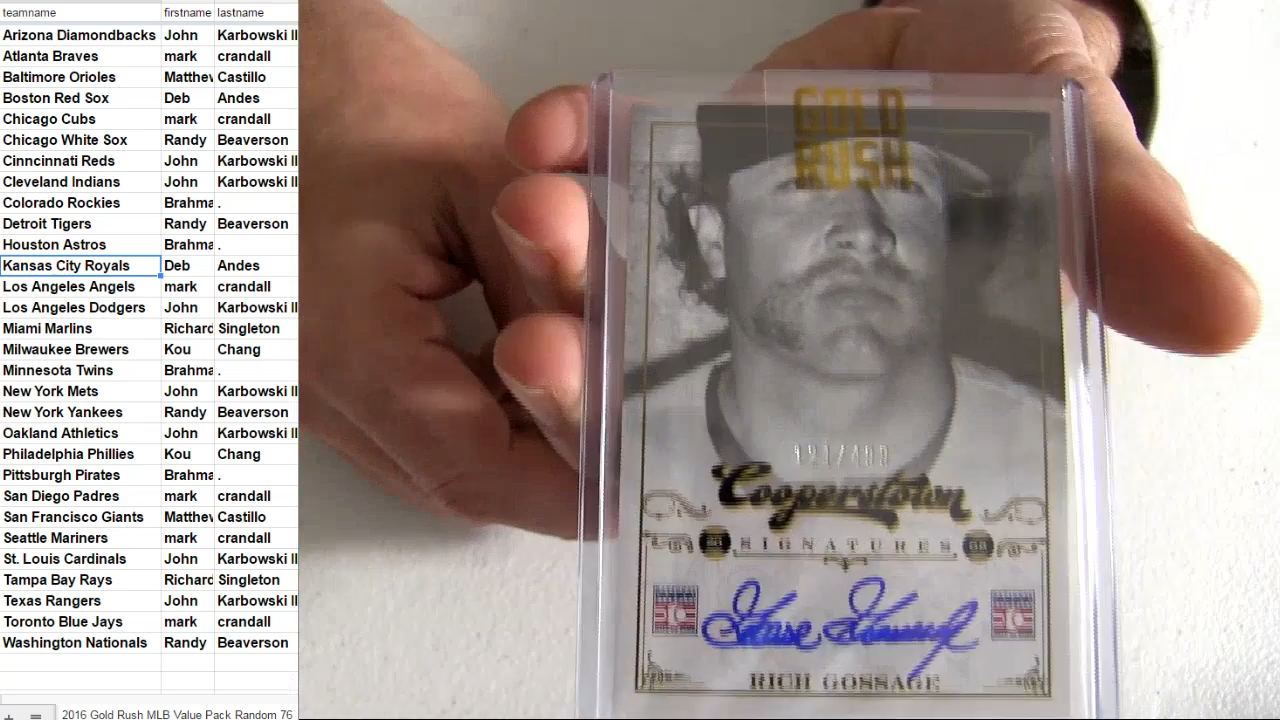 teamname firstname lastname
Arizona Diamondbacks John Karbowski II
Atlanta Braves mark crandall
Baltimore Orioles Matthew Castillo
Boston Red Sox Deb Andes
Chicago Cubs mark crandall
Chicago White Sox Randy Beaverson
Cinncinnati Reds John Karbowski II
Cleveland Indians John Karbowski II
Colorado Rockies Brahma .
Detroit Tigers Randy Beaverson
Houston Astros Brahma .
Kansas City Royals Deb Andes
Los Angeles Angels mark crandall
Los Angeles Dodgers John Karbowski II
Miami Marlins Richard Singleton
Milwaukee Brewers Kou Chang
Minnesota Twins Brahma .
New York Mets John Karbowski II
New York Yankees Randy Beaverson
Oakland Athletics John Karbowski II
Philadelphia Phillies Kou Chang
Pittsburgh Pirates Brahma .
San Diego Padres mark crandall
San Francisco Giants Matthew Castillo
Seattle Mariners mark crandall
St. Louis Cardinals John Karbowski II
Tampa Bay Rays Richard Singleton
Texas Rangers John Karbowski II
Toronto Blue Jays mark crandall
Washington Nationals Randy Beaverson
2016 Gold Rush MLB Value Pack Random 76
GOLD
RUSH
Cooperstown
SIGNATURES
RICH GOSSAGE